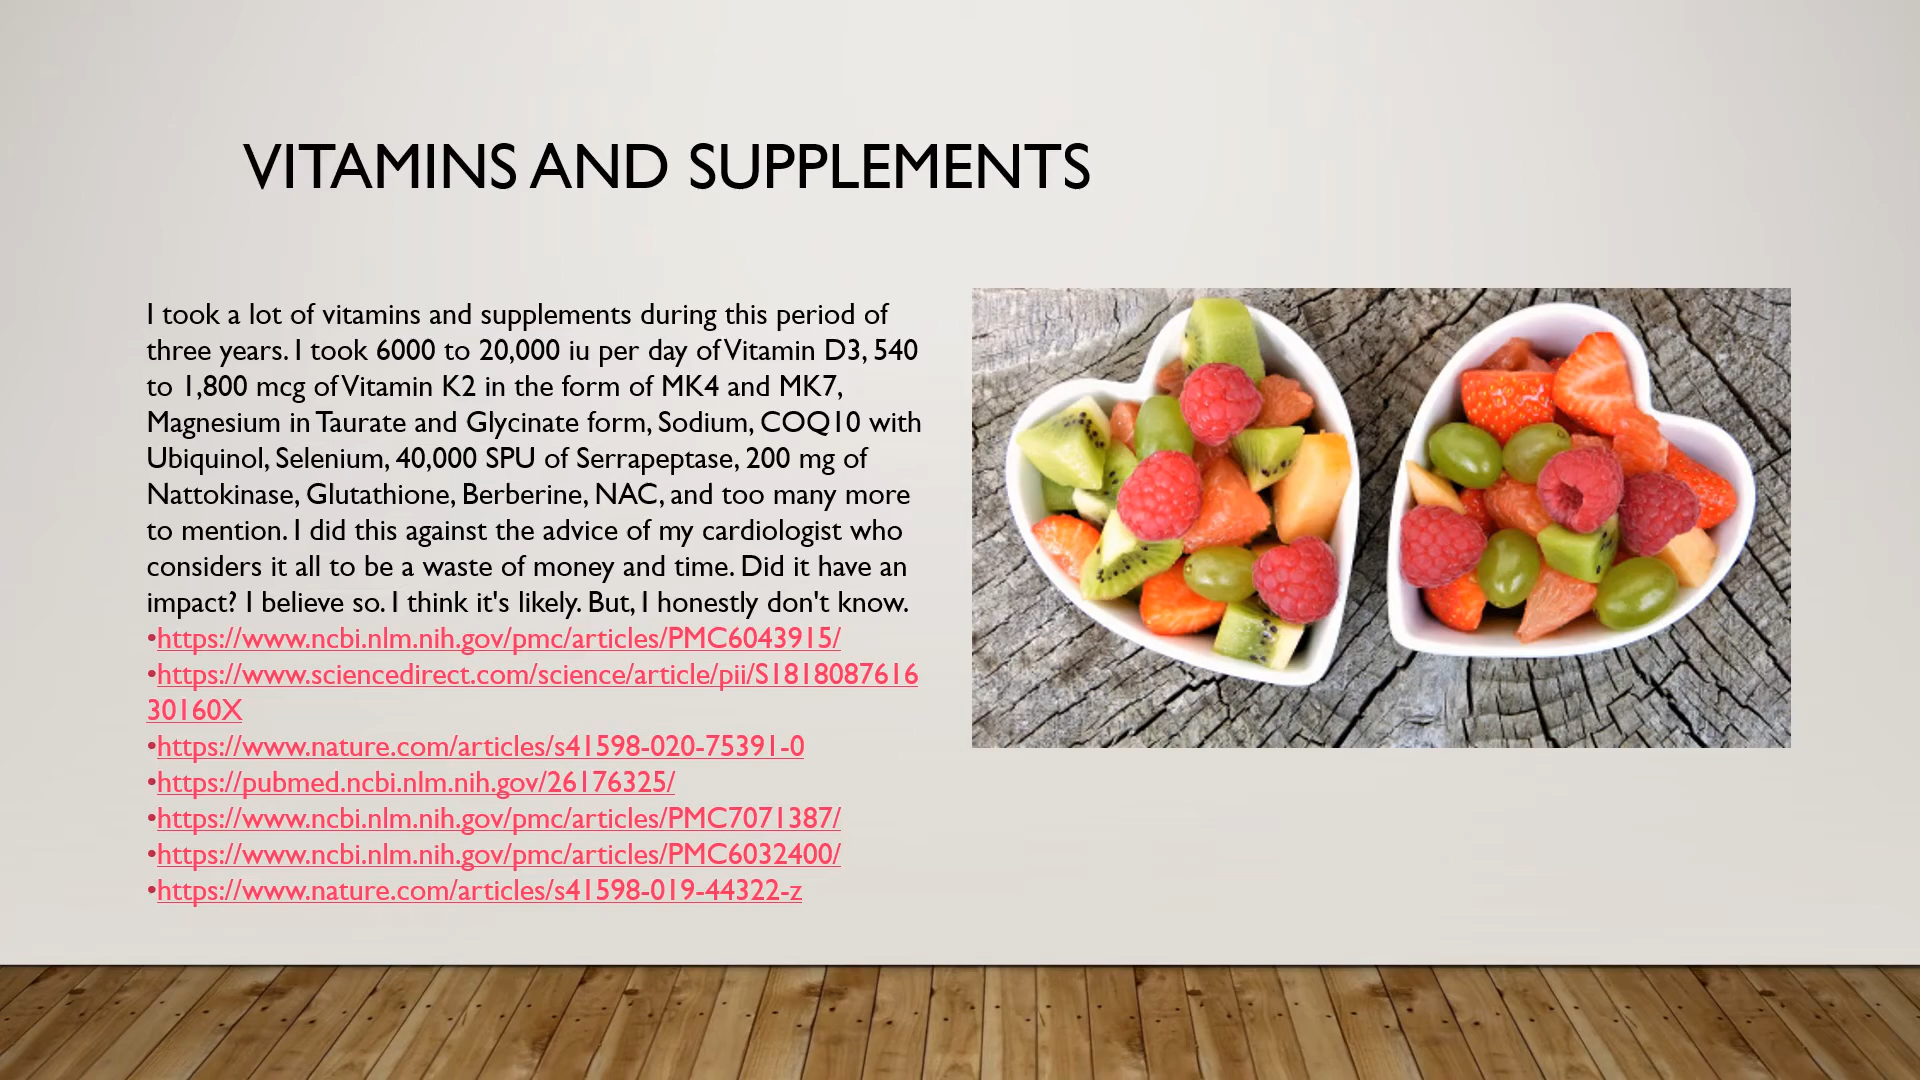 VITAMINS AND SUPPLEMENTS
I took a lot of vitamins and supplements during this period of
three years. I took 6000 to 20,000 iu per day of Vitamin D3, 540
to 1,800 mcg of Vitamin K2 in the form of MK4 and MK7,
Magnesium in Taurate and Glycinate form, Sodium, COQ10 with
Ubiquinol, Selenium, 40,000 SPU of Serrapeptase, 200 mg of
Nattokinase, Glutathione, Berberine, NAC, and too many more
to mention. I did this against the advice of my cardiologist who
considers it all to be a waste of money and time. Did it have an
impact? I believe so. I think it's likely. But, I honestly don't know.
•https://www.ncbi.nlm.nih.gov/pmc/articles/PMC6043915/
•https://www.sciencedirect.com/science/article/pii/S1818087616
30160X
•https://www.nature.com/articles/s41598-020-75391-0
•https://pubmed.ncbi.nlm.nih.gov/26176325/
•https://www.ncbi.nlm.nih.gov/pmc/articles/PMC7071387/
•https://www.ncbi.nlm.nih.gov/pmc/articles/PMC6032400/
•https://www.nature.com/articles/s41598-019-44322-z